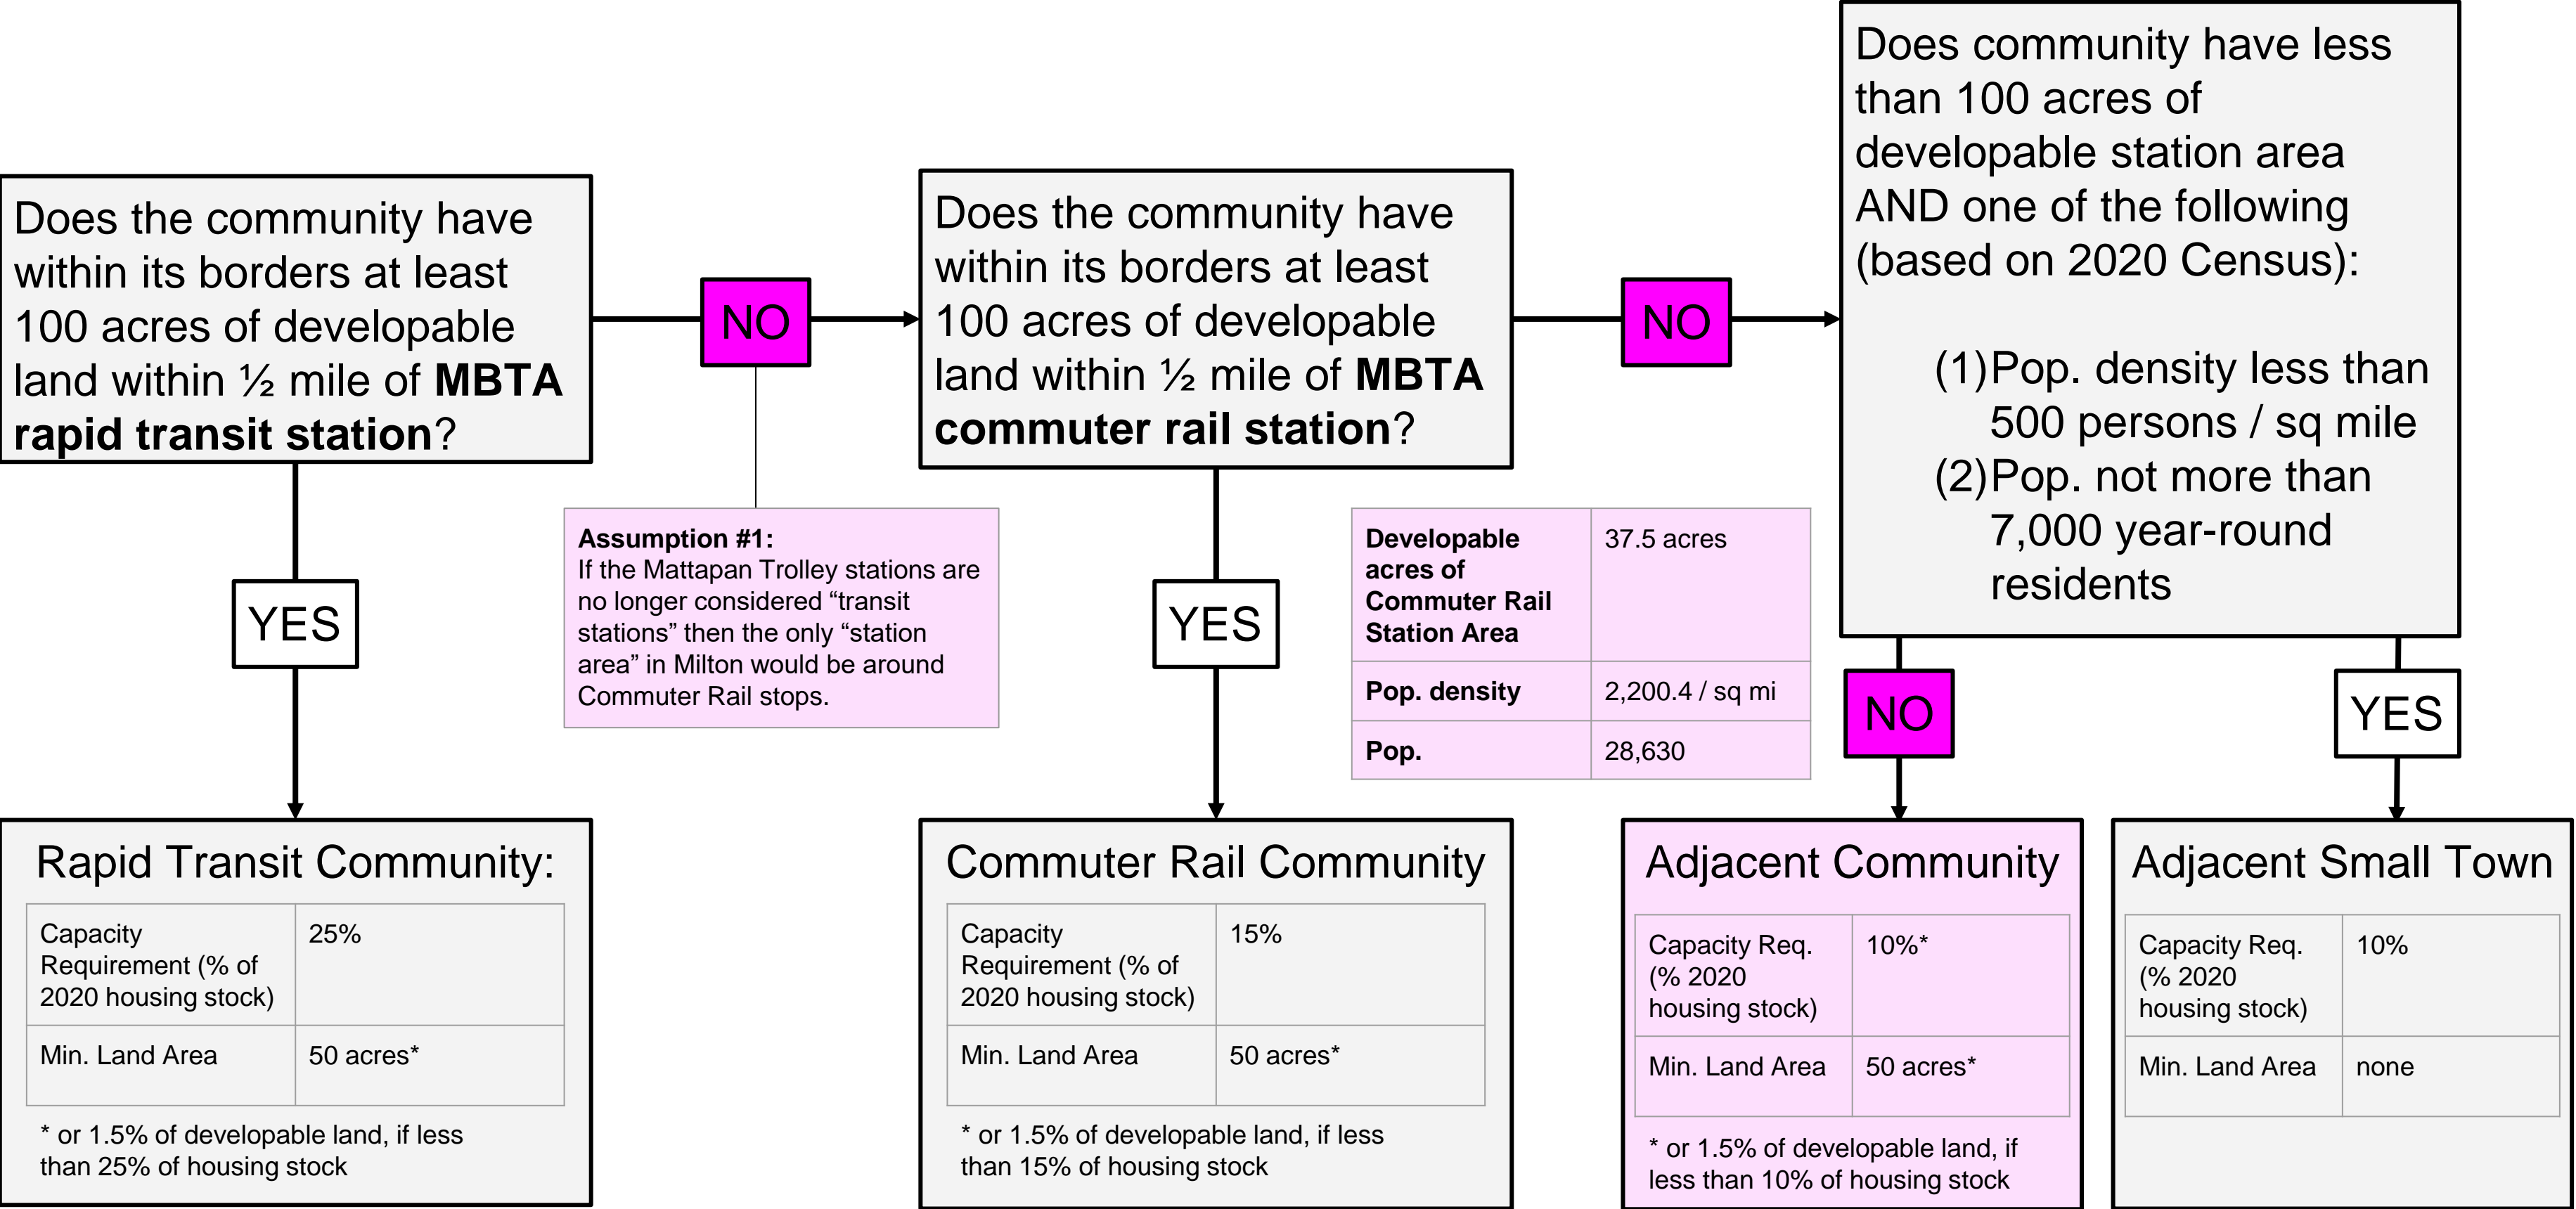 Does the community have
within its borders at least
100 acres of developable
land within ½ mile of MBTA
rapid transit station?
NO
Does the community have
within its borders at least
100 acres of developable
land within ½ mile of MBTA
commuter rail station?
NO
Does community have less
than 100 acres of
developable station area
AND one of the following
(based on 2020 Census):
(1)Pop. density less than
500 persons / sq mile
(2)Pop. not more than
7,000 year-round
residents
YES
Assumption #1:
If the Mattapan Trolley stations are
no longer considered “transit
stations” then the only “station
area” in Milton would be around
Commuter Rail stops.
YES
Developable
acres of
Commuter Rail
Station Area
37.5 acres
Pop. density
2,200.4 / sq mi
Pop.
28,630
NO
YES
Rapid Transit Community:
Capacity
Requirement (% of
2020 housing stock)
25%
Min. Land Area
50 acres*
* or 1.5% of developable land, if less
than 25% of housing stock
Commuter Rail Community
Capacity
Requirement (% of
2020 housing stock)
15%
Min. Land Area
50 acres*
* or 1.5% of developable land, if less
than 15% of housing stock
Adjacent Community
Capacity Req.
(% 2020
housing stock)
10%*
Min. Land Area
50 acres*
* or 1.5% of developable land, if
less than 10% of housing stock
Adjacent Small Town
Capacity Req.
(% 2020
housing stock)
10%
Min. Land Area
none